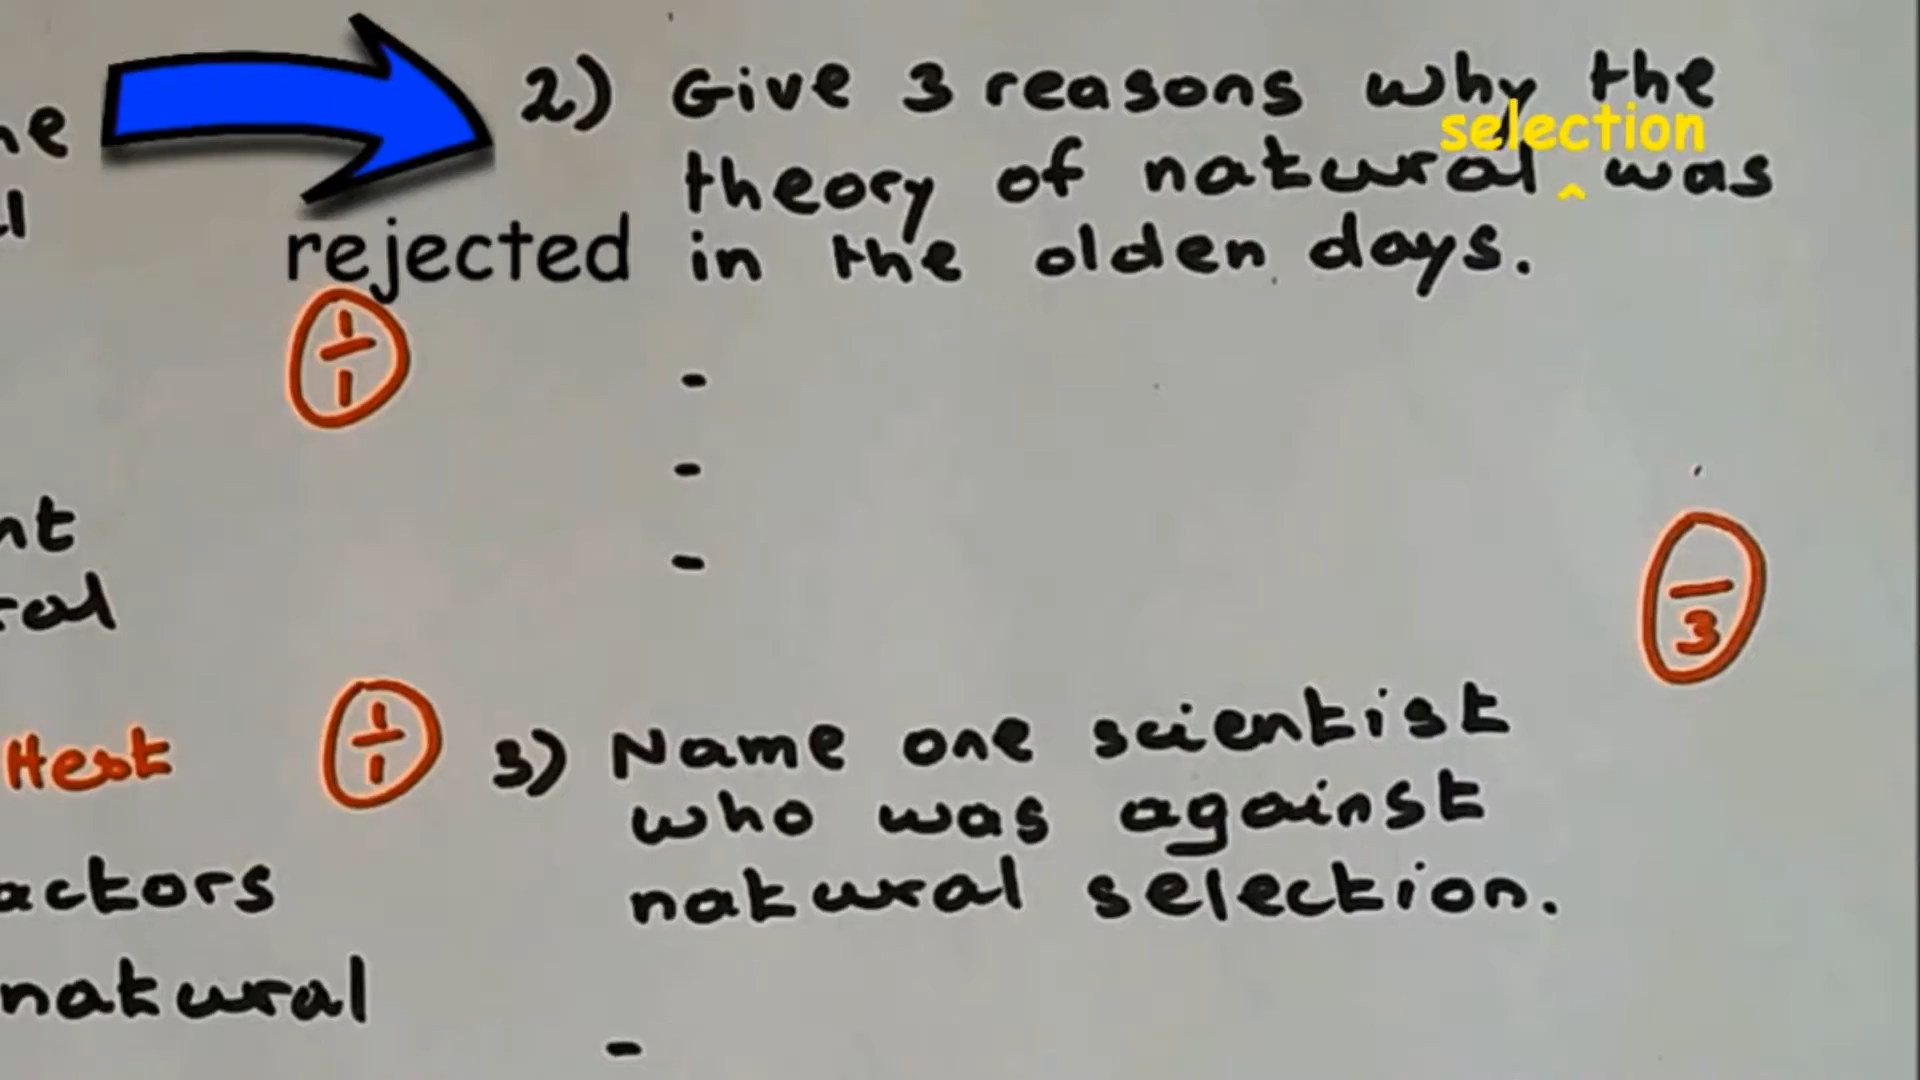 ne
2) Give 3 reasons why the
selection
theory of natural ^ was
rejected in the olden days.
1
1
-
-
-
nt
3
Hest
1
1
3) Name one scientist
who was against
natural selection.
actors
natural
-